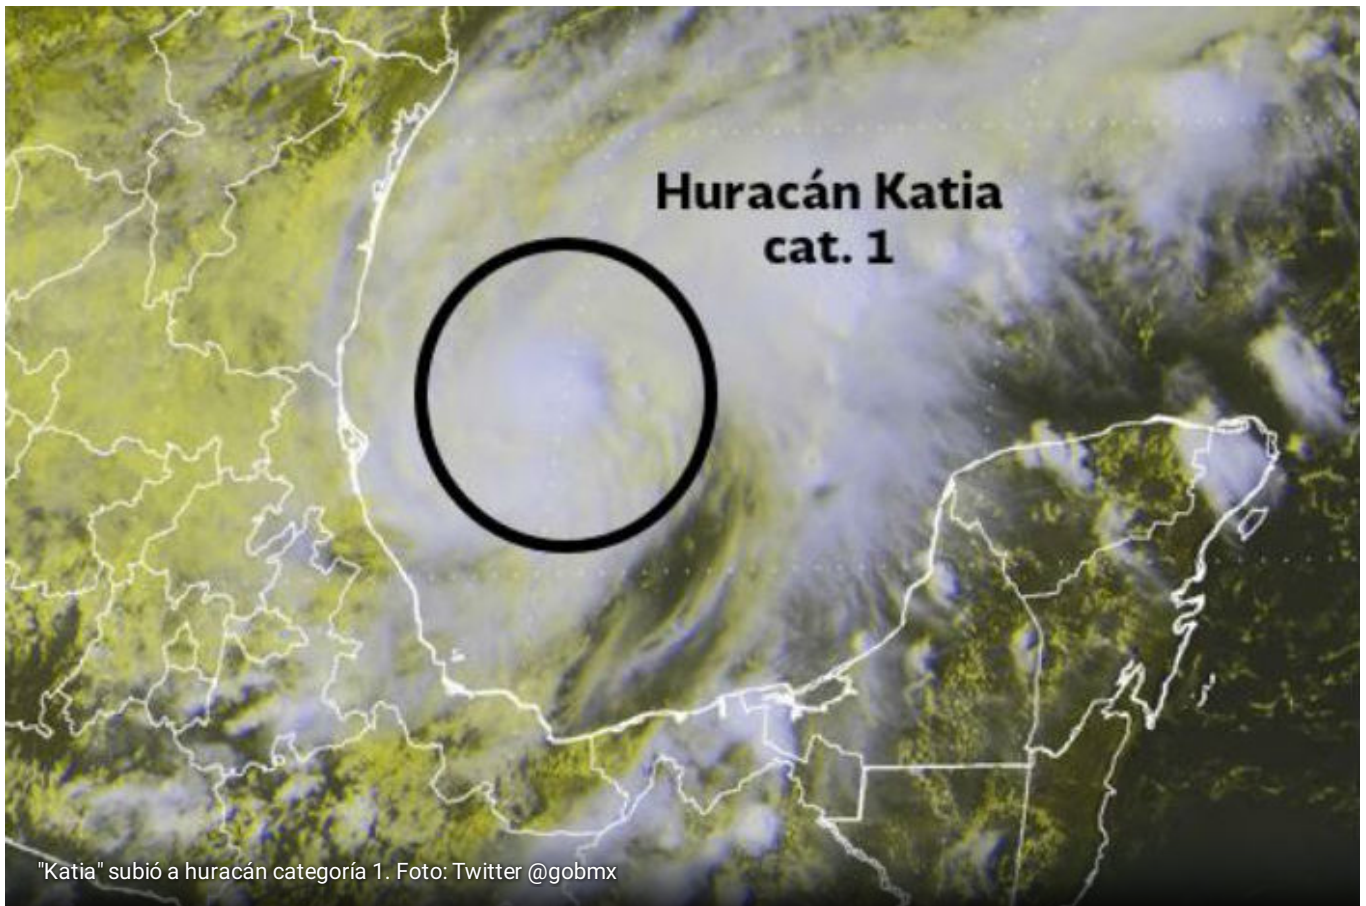 Huracán Katia
cat. 1
"Katia" subió a huracán categoría 1. Foto: Twitter @gobmx